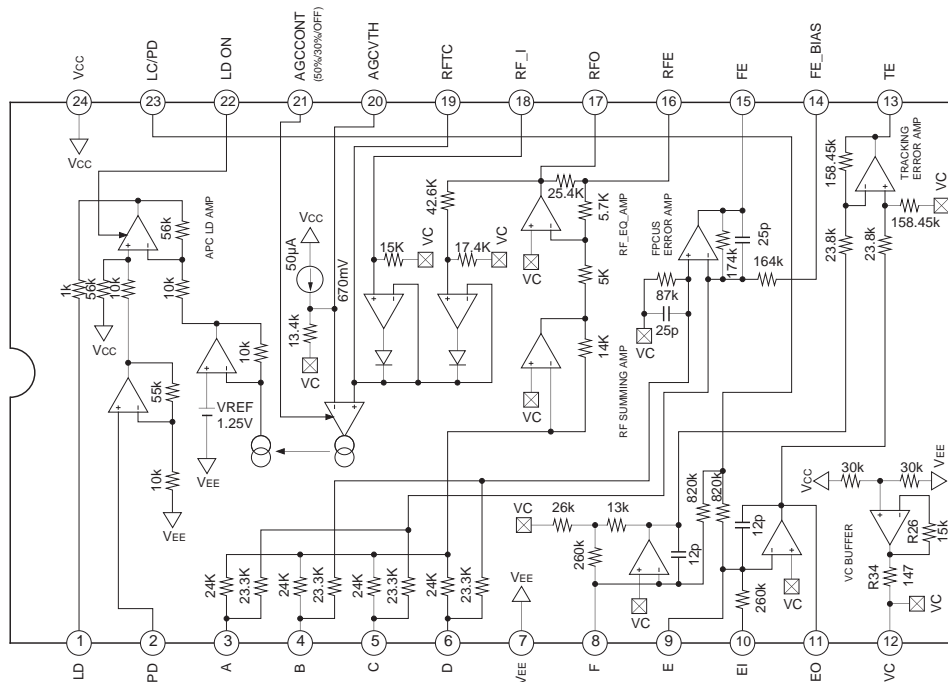 Vcc
LC/PD
LD ON
AGCCONT
(50%/30%/OFF)
AGCVTH
RFTC
RF_I
RFO
RFE
FE
FE_BIAS
TE
24
23
22
21
20
19
18
17
16
15
14
13
Vcc
APC LD AMP
56k
1k
56k
10k
10k
Vcc
55k
10k
VEE
10k
VREF
1.25V
VEE
Vcc
50µA
13.4k
VC
670mV
15K
VC
42.6K
17.4K
VC
25.4K
5.7K
RF_EQ_AMP
VC
5K
14K
VC
RF SUMMING AMP
FPCUS
ERROR AMP
174k
25p
164k
87k
25p
VC
158.45k
TRACKING
ERROR AMP
VC
158.45k
23.8k
23.8k
24K
23.3K
24K
23.3K
24K
23.3K
24K
23.3K
VEE
VC
26k
13k
260k
VC
12p
820k
820k
12p
260k
VC
VCC
30k
30k
VEE
VC BUFFER
R26
15k
R34
147
VC
1
2
3
4
5
6
7
8
9
10
11
12
LD
PD
A
B
C
D
VEE
F
E
EI
EO
VC